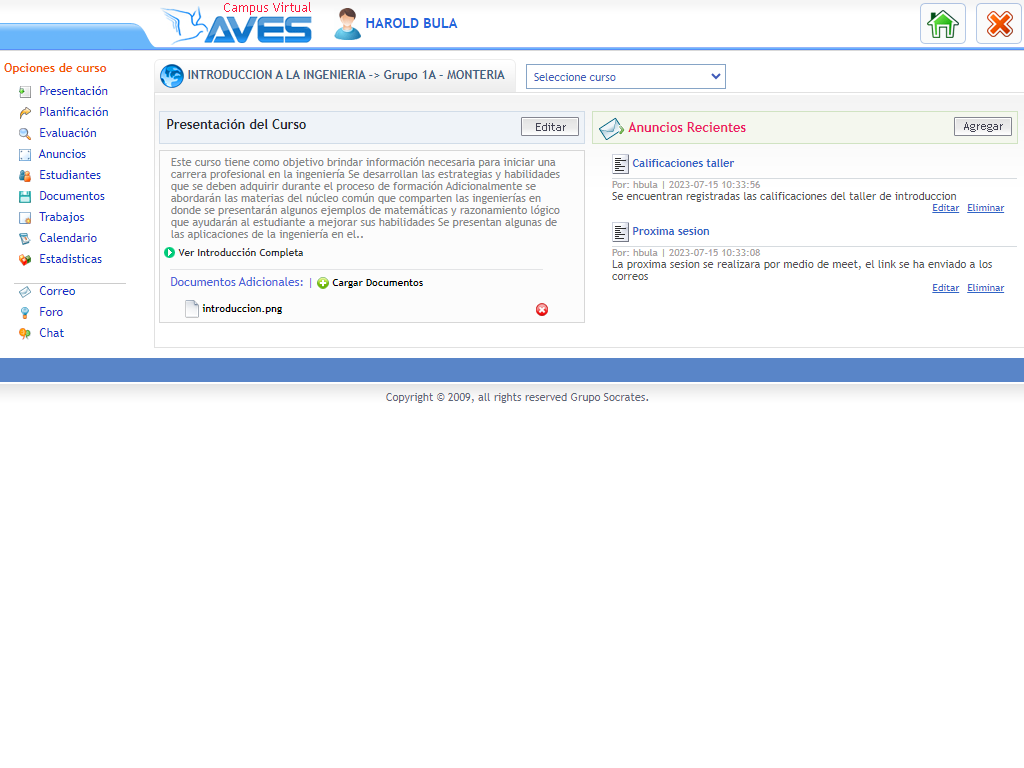 Campus Virtual
AVES
HAROLD BULA
Opciones de curso
Presentación
Planificación
Evaluación
Anuncios
Estudiantes
Documentos
Trabajos
Calendario
Estadisticas
Correo
Foro
Chat
INTRODUCCION A LA INGENIERIA -> Grupo 1A - MONTERIA
Seleccione curso
Presentación del Curso
Editar
Este curso tiene como objetivo brindar información necesaria para iniciar una
carrera profesional en la ingeniería Se desarrollan las estrategias y habilidades
que se deben adquirir durante el proceso de formación Adicionalmente se
abordarán las materias del núcleo común que comparten las ingenierías en
donde se presentarán algunos ejemplos de matemáticas y razonamiento lógico
que ayudarán al estudiante a mejorar sus habilidades Se presentan algunas de
las aplicaciones de la ingeniería en el..
Ver Introducción Completa
Documentos Adicionales: | Cargar Documentos
introduccion.png
Anuncios Recientes
Agregar
Calificaciones taller
Por: hbula | 2023-07-15 10:33:56
Se encuentran registradas las calificaciones del taller de introduccion
Editar Eliminar
Proxima sesion
Por: hbula | 2023-07-15 10:33:08
La proxima sesion se realizara por medio de meet, el link se ha enviado a los
correos
Editar Eliminar
Copyright © 2009, all rights reserved Grupo Socrates.